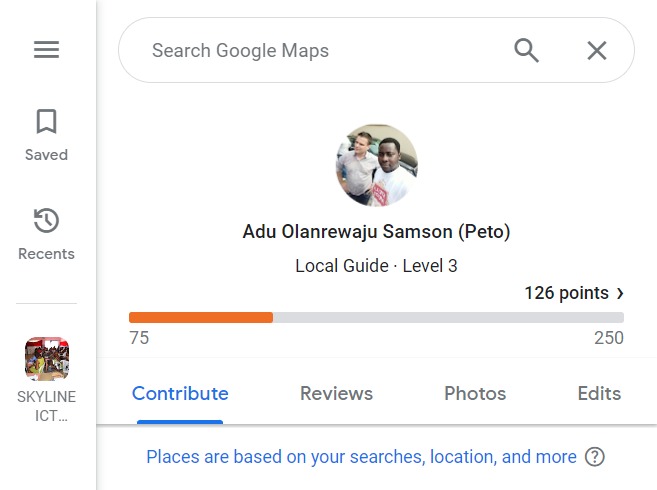 Search Google Maps
Saved
Recents
SKYLINE
ICT...
Adu Olanrewaju Samson (Peto)
Local Guide · Level 3
126 points ›
75
250
Contribute
Reviews
Photos
Edits
Places are based on your searches, location, and more ?